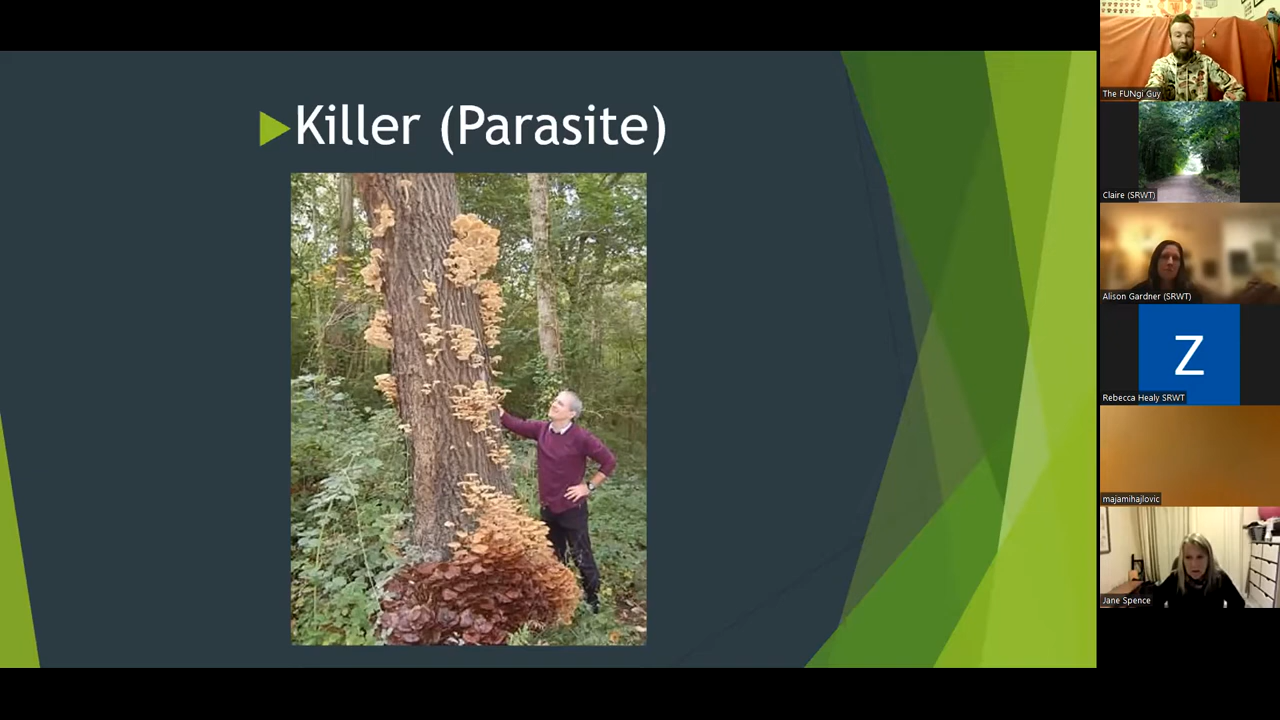 Killer (Parasite)
The FUNgi Guy
Claire (SRWT)
Alison Gardner (SRWT)
Z
Rebecca Healy SRWT
majamihajlovic
Jane Spence